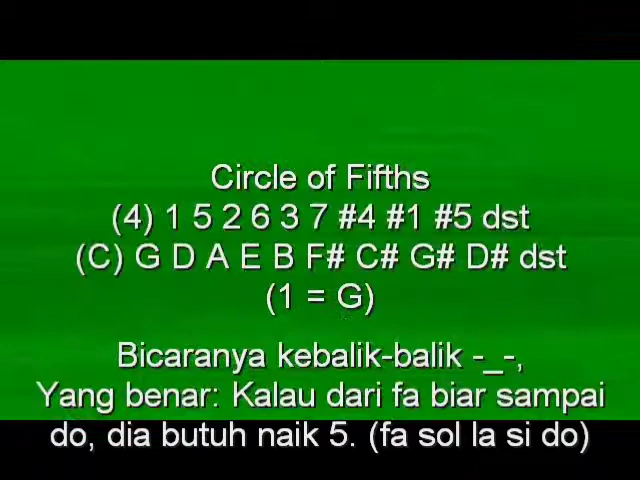 Circle of Fifths
(4) 1 5 2 6 3 7 #4 #1 #5 dst
(C) G D A E B F# C# G# D# dst
(1 = G)
Bicaranya kebalik-balik -_-,
Yang benar: Kalau dari fa biar sampai
do, dia butuh naik 5. (fa sol la si do)